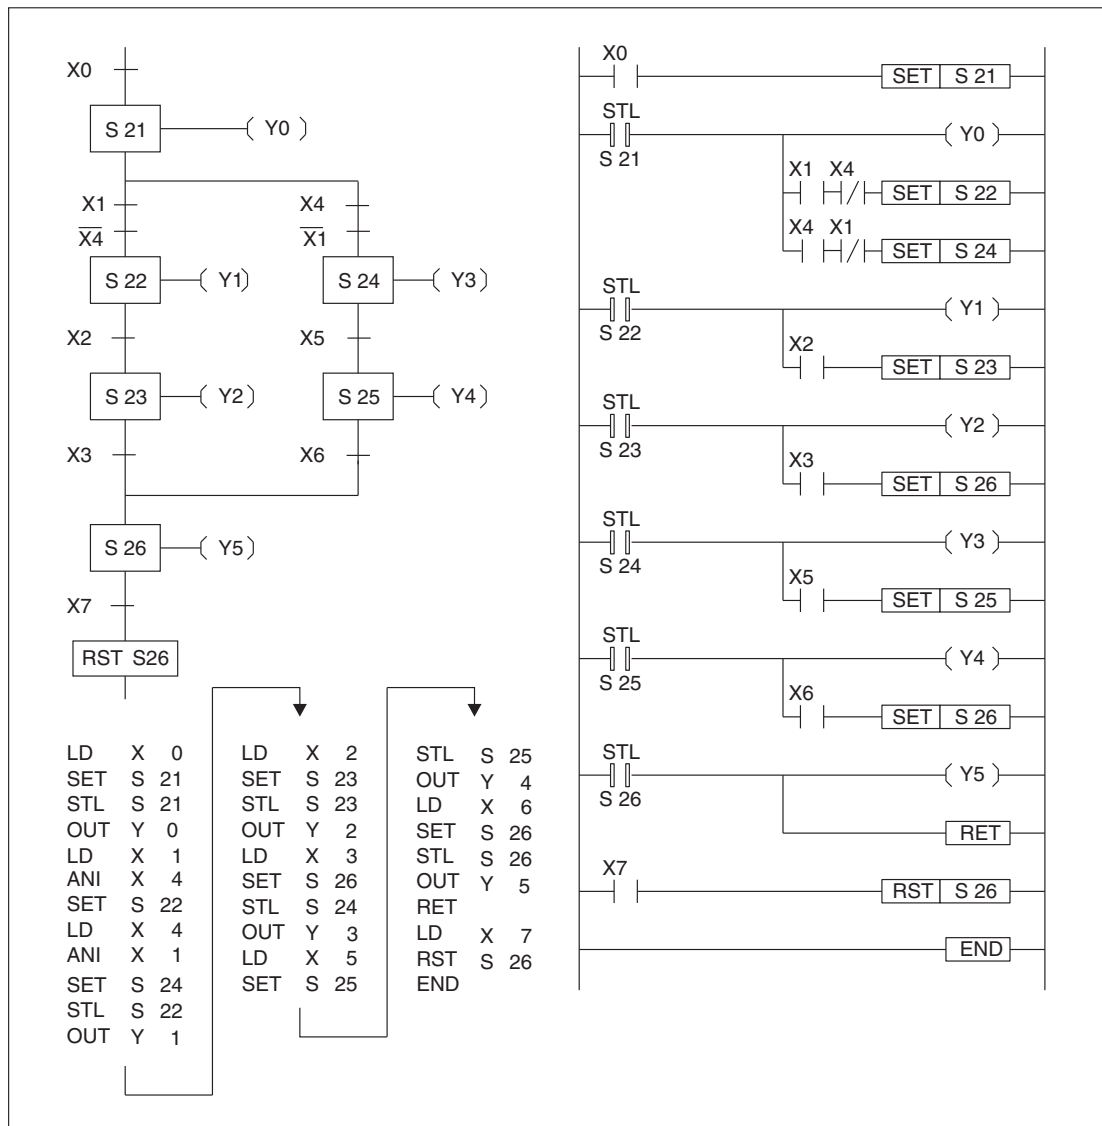 X0
S 21
Y0
X1
X4
X4
X1
S 22
Y1
S 24
Y3
X2
X5
S 23
Y2
S 25
Y4
X3
X6
S 26
Y5
X7
RST S26
LD X 0
SET S 21
STL S 21
OUT Y 0
LD X 1
ANI X 4
SET S 22
LD X 4
ANI X 1
SET S 24
STL S 22
OUT Y 1
LD X 2
SET S 23
STL S 23
OUT Y 2
LD X 3
SET S 26
STL S 24
OUT Y 3
LD X 5
SET S 25
STL S 25
OUT Y 4
LD X 6
SET S 26
STL S 26
OUT Y 5
RET
LD X 7
RST S 26
END
X0
SET S 21
STL
S 21
Y0
X1 X4
SET S 22
X4 X1
SET S 24
STL
S 22
Y1
X2
SET S 23
STL
S 23
Y2
X3
SET S 26
STL
S 24
Y3
X5
SET S 25
STL
S 25
Y4
X6
SET S 26
STL
S 26
Y5
RET
X7
RST S 26
END